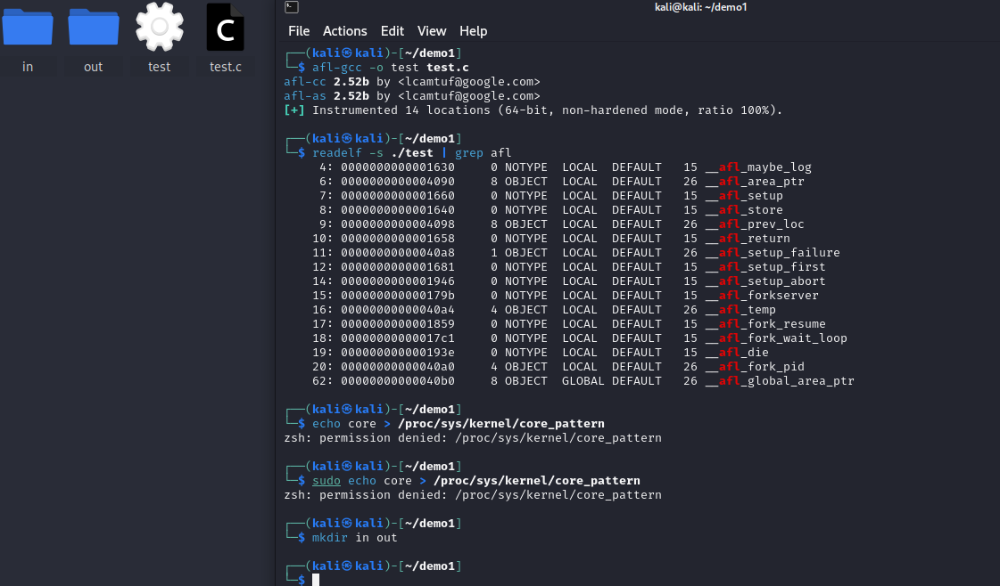 in out test test.c
kali@kali: ~/demo1
File Actions Edit View Help
┌──(kali㉿kali)-[~/demo1]
└─$ afl-gcc -o test test.c
afl-cc 2.52b by <lcamtuf@google.com>
afl-as 2.52b by <lcamtuf@google.com>
[+] Instrumented 14 locations (64-bit, non-hardened mode, ratio 100%).
┌──(kali㉿kali)-[~/demo1]
└─$ readelf -s ./test | grep afl
4: 0000000000001630 0 NOTYPE LOCAL DEFAULT 15 __afl_maybe_log
6: 0000000000004090 8 OBJECT LOCAL DEFAULT 26 __afl_area_ptr
7: 0000000000001660 0 NOTYPE LOCAL DEFAULT 15 __afl_setup
8: 0000000000001640 0 NOTYPE LOCAL DEFAULT 15 __afl_store
9: 0000000000004098 8 OBJECT LOCAL DEFAULT 26 __afl_prev_loc
10: 0000000000001658 0 NOTYPE LOCAL DEFAULT 15 __afl_return
11: 00000000000040a8 1 OBJECT LOCAL DEFAULT 26 __afl_setup_failure
12: 0000000000001681 0 NOTYPE LOCAL DEFAULT 15 __afl_setup_first
14: 0000000000001946 0 NOTYPE LOCAL DEFAULT 15 __afl_setup_abort
15: 000000000000179b 0 NOTYPE LOCAL DEFAULT 15 __afl_forkserver
16: 00000000000040a4 4 OBJECT LOCAL DEFAULT 26 __afl_temp
17: 0000000000001859 0 NOTYPE LOCAL DEFAULT 15 __afl_fork_resume
18: 00000000000017c1 0 NOTYPE LOCAL DEFAULT 15 __afl_fork_wait_loop
19: 000000000000193e 0 NOTYPE LOCAL DEFAULT 15 __afl_die
20: 00000000000040a0 4 OBJECT LOCAL DEFAULT 26 __afl_fork_pid
62: 00000000000040b0 8 OBJECT GLOBAL DEFAULT 26 __afl_global_area_ptr
┌──(kali㉿kali)-[~/demo1]
└─$ echo core > /proc/sys/kernel/core_pattern
zsh: permission denied: /proc/sys/kernel/core_pattern
┌──(kali㉿kali)-[~/demo1]
└─$ sudo echo core > /proc/sys/kernel/core_pattern
zsh: permission denied: /proc/sys/kernel/core_pattern
┌──(kali㉿kali)-[~/demo1]
└─$ mkdir in out
┌──(kali㉿kali)-[~/demo1]
└─$